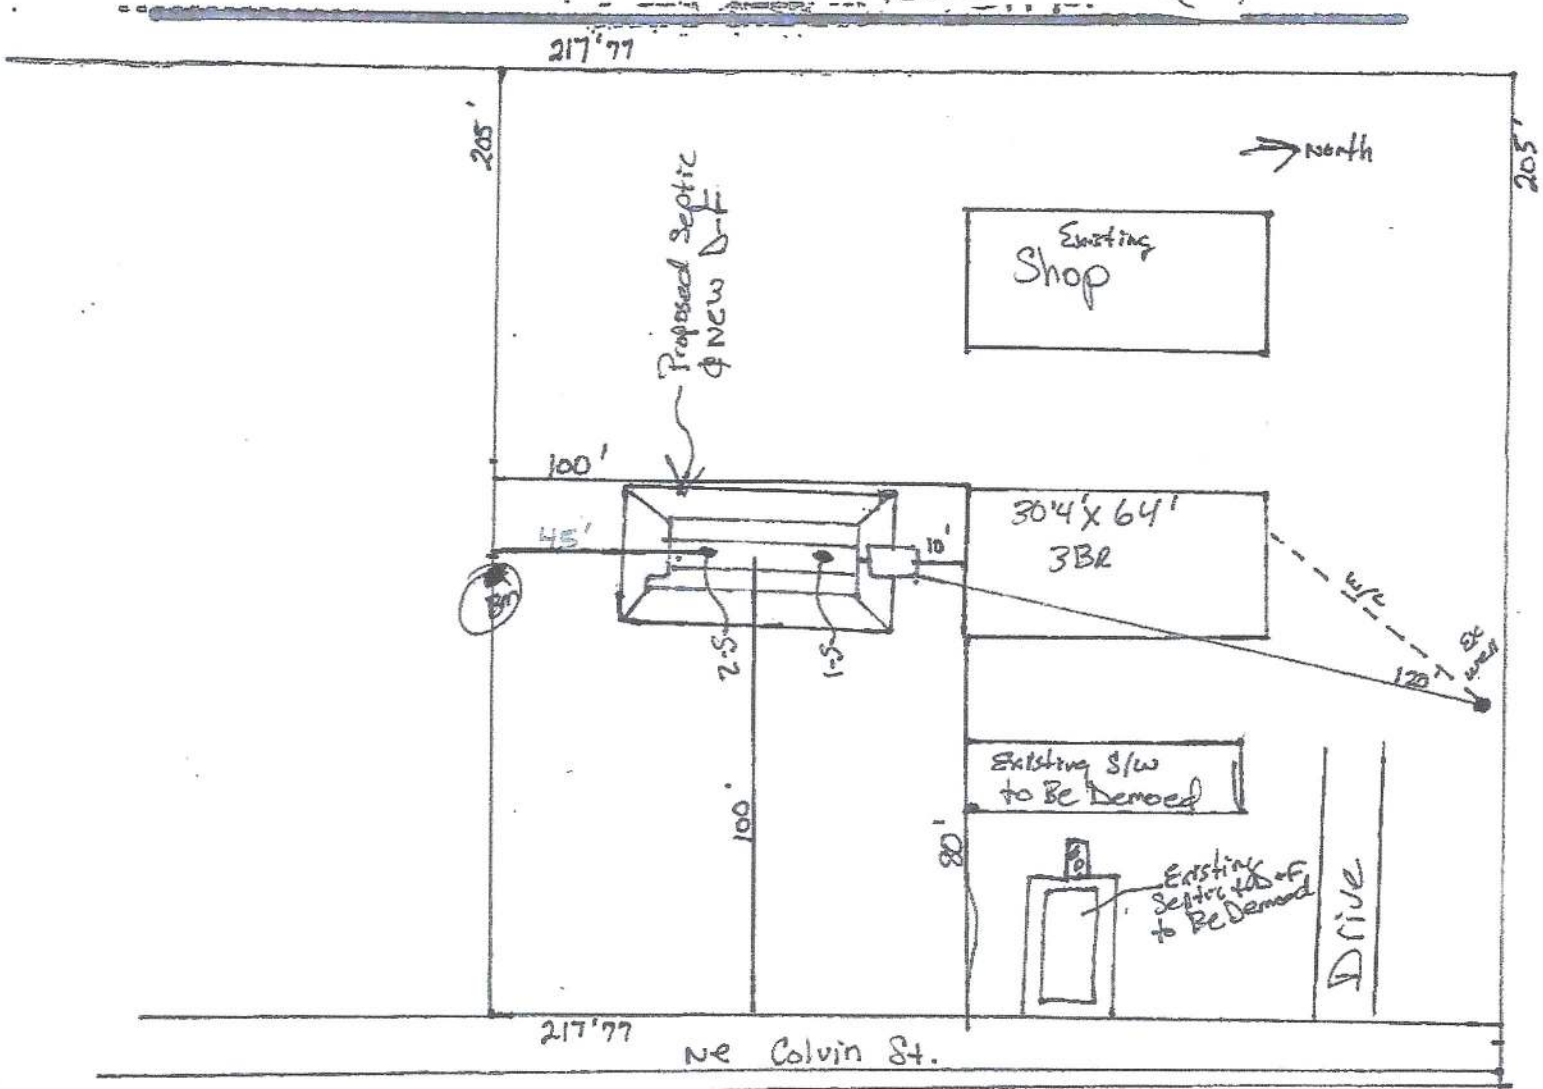 217'77
205'
205'
North
Proposed Septic
& New D-F
Existing
Shop
100'
45'
BM
10'
30'4'X 64'
3BR
W/L
Ex
well
120'
2-S
1-S
100'
80'
Existing S/W
to Be Demoed
Existing
Septic to D-F
to Be Demoed
Drive
217'77
Ne Colvin St.